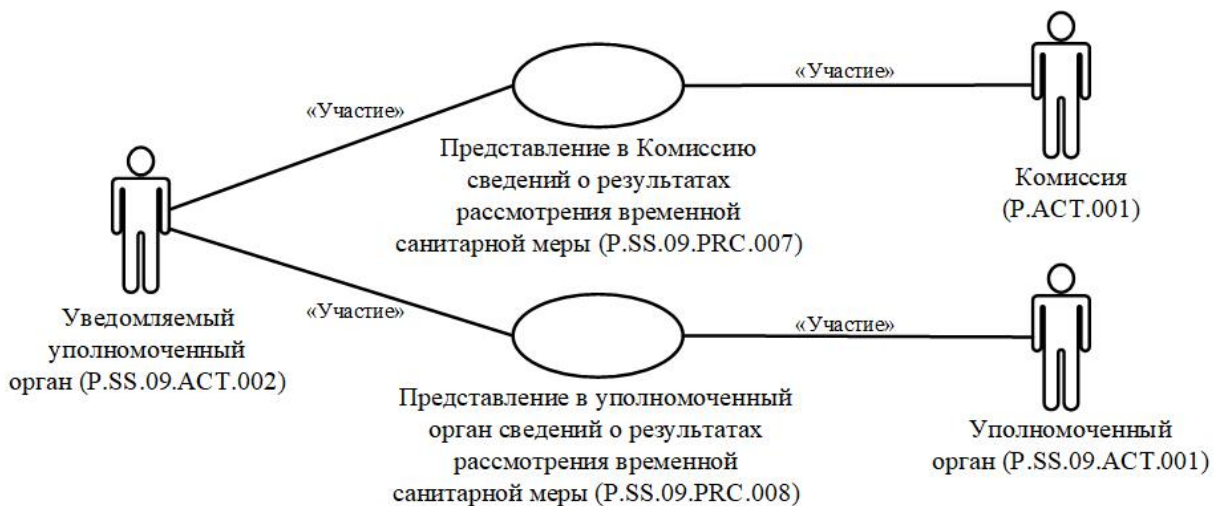 «Участие»
«Участие»
Представление в Комиссию
сведений о результатах
рассмотрения временной
санитарной меры (P.SS.09.PRC.007)
Комиссия
(P.ACT.001)
Уведомляемый
уполномоченный
орган (P.SS.09.ACT.002)
«Участие»
«Участие»
Представление в уполномоченный
орган сведений о результатах
рассмотрения временной
санитарной меры (P.SS.09.PRC.008)
Уполномоченный
орган (P.SS.09.ACT.001)